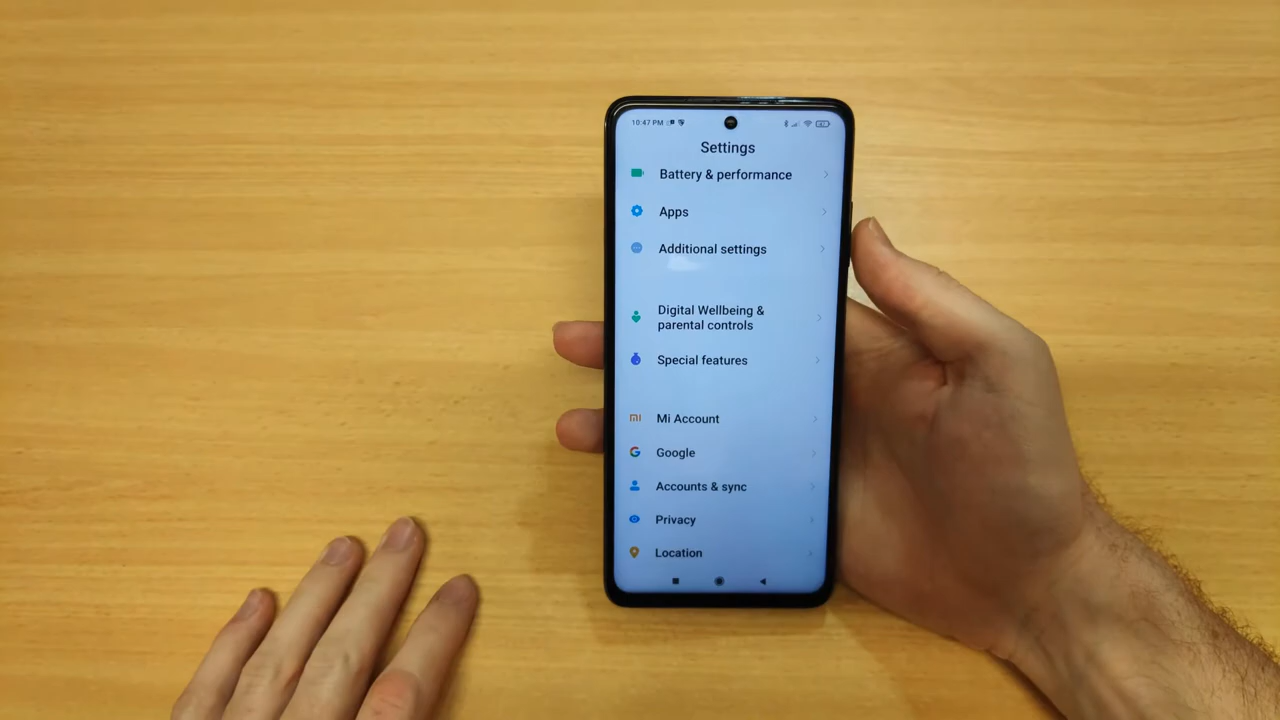 10:47 PM
Settings
Battery & performance
Apps
Additional settings
Digital Wellbeing &
parental controls
Special features
Mi Account
Google
Accounts & sync
Privacy
Location